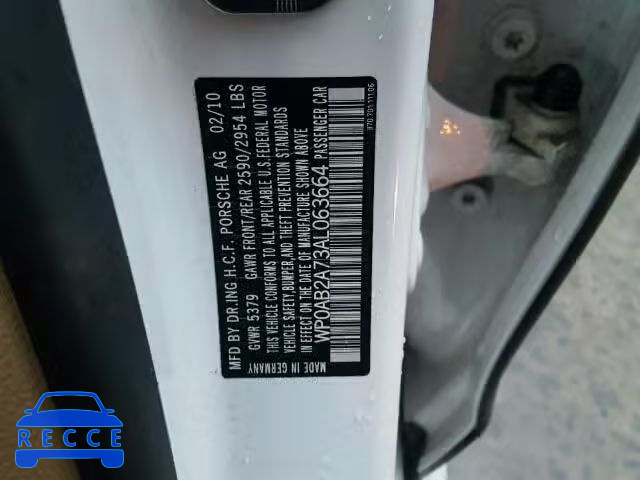 MFD BY DR.ING H.C.F. PORSCHE AG 02/10
GVWR 5379 GAWR FRONT/REAR 2590/2954 LBS
THIS VEHICLE CONFORMS TO ALL APPLICABLE U.S.FEDERAL MOTOR
VEHICLE SAFETY,BUMPER,AND THEFT PREVENTION STANDARDS
IN EFFECT ON THE DATE OF MANUFACTURE SHOWN ABOVE
WP0AB2A73AL063664 PASSENGER CAR
MADE IN GERMANY
RECCE